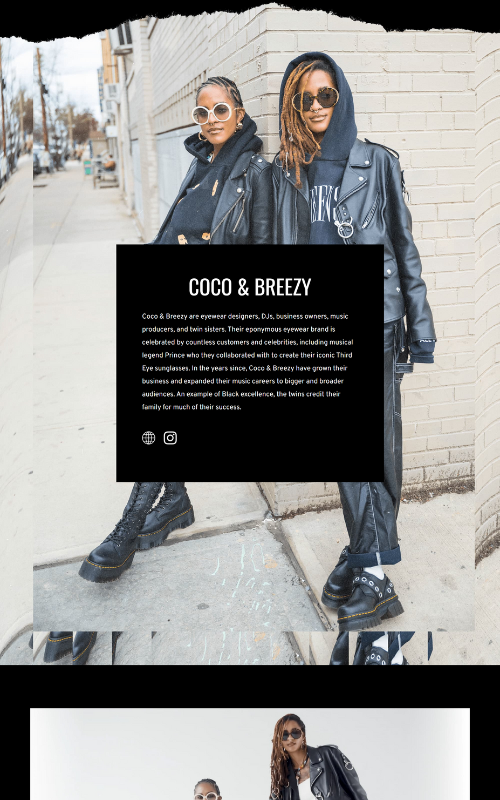 COCO & BREEZY
Coco & Breezy are eyewear designers, DJs, business owners, music
producers, and twin sisters. Their eponymous eyewear brand is
celebrated by countless customers and celebrities, including musical
legend Prince who they collaborated with to create their iconic Third
Eye sunglasses. In the years since, Coco & Breezy have grown their
business and expanded their music careers to bigger and broader
audiences. An example of Black excellence, the twins credit their
family for much of their success.